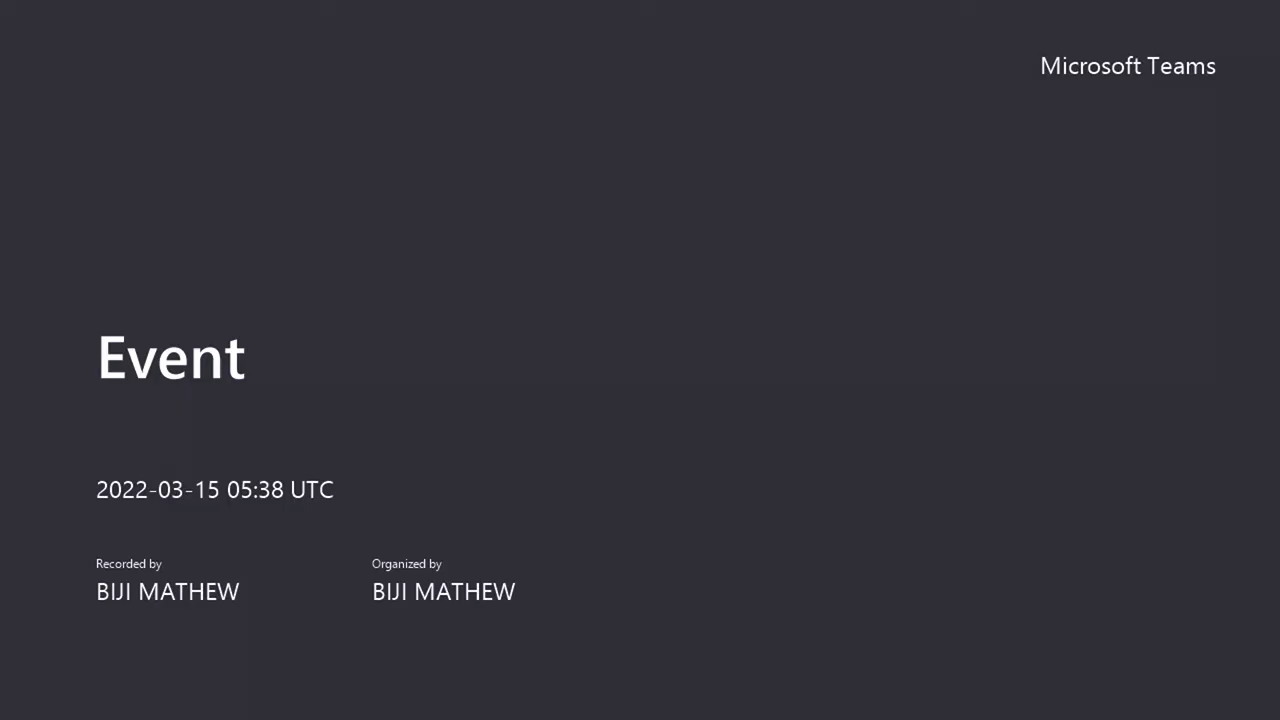 Microsoft Teams
Event
2022-03-15 05:38 UTC
Recorded by
BIJI MATHEW
Organized by
BIJI MATHEW